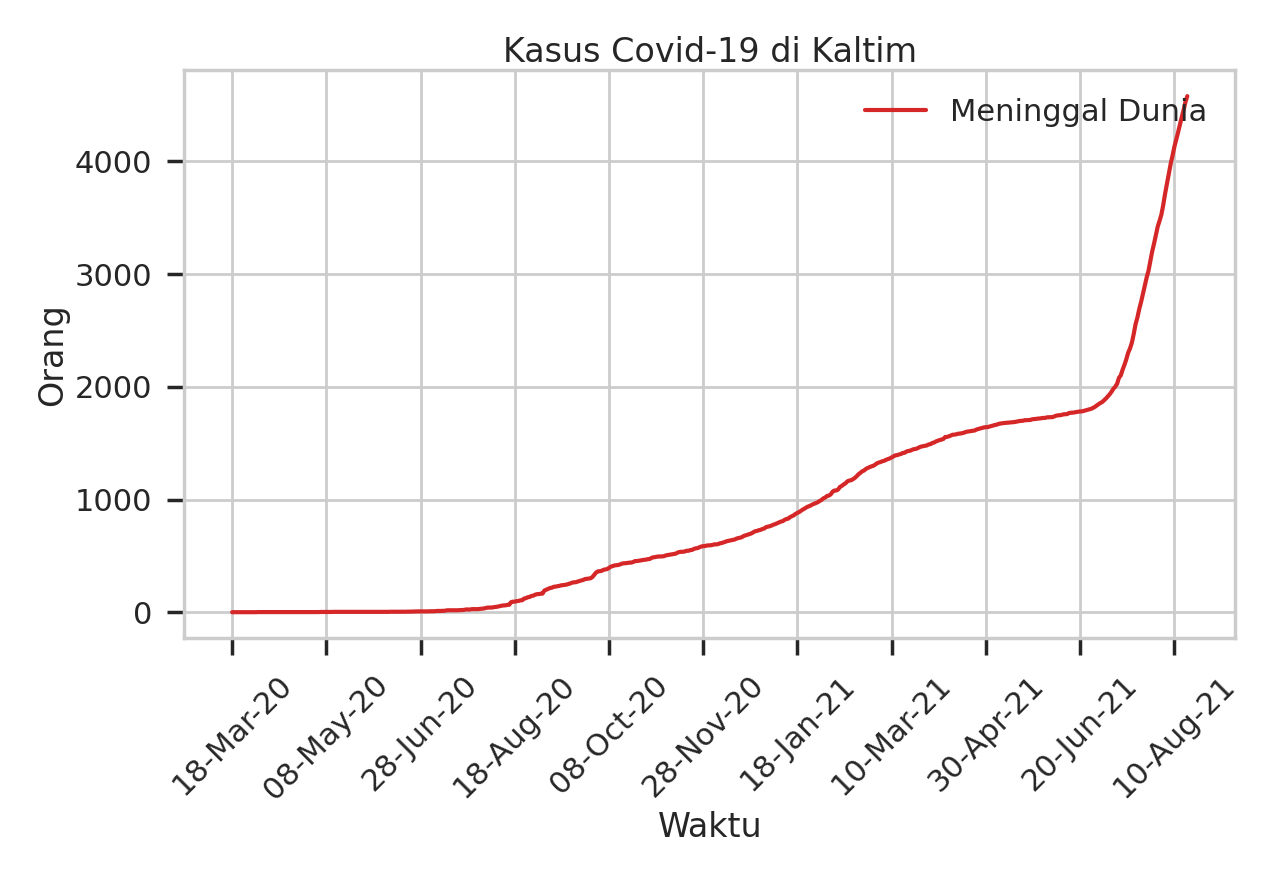 Kasus Covid-19 di Kaltim
Meninggal Dunia
Orang
4000
3000
2000
1000
0
18-Mar-20
08-May-20
28-Jun-20
18-Aug-20
08-Oct-20
28-Nov-20
18-Jan-21
10-Mar-21
30-Apr-21
20-Jun-21
10-Aug-21
Waktu